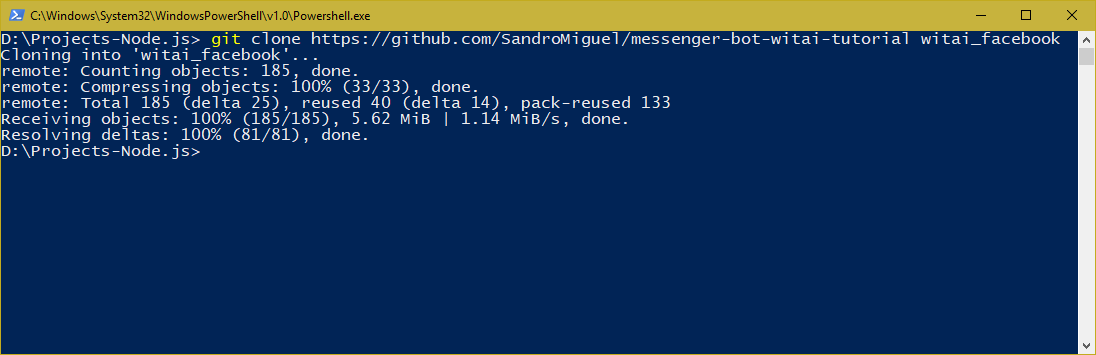 C:\Windows\System32\WindowsPowerShell\v1.0\Powershell.exe
D:\Projects-Node.js> git clone https://github.com/SandroMiguel/messenger-bot-witai-tutorial witai_facebook
Cloning into 'witai_facebook'...
remote: Counting objects: 185, done.
remote: Compressing objects: 100% (33/33), done.
remote: Total 185 (delta 25), reused 40 (delta 14), pack-reused 133
Receiving objects: 100% (185/185), 5.62 MiB | 1.14 MiB/s, done.
Resolving deltas: 100% (81/81), done.
D:\Projects-Node.js>